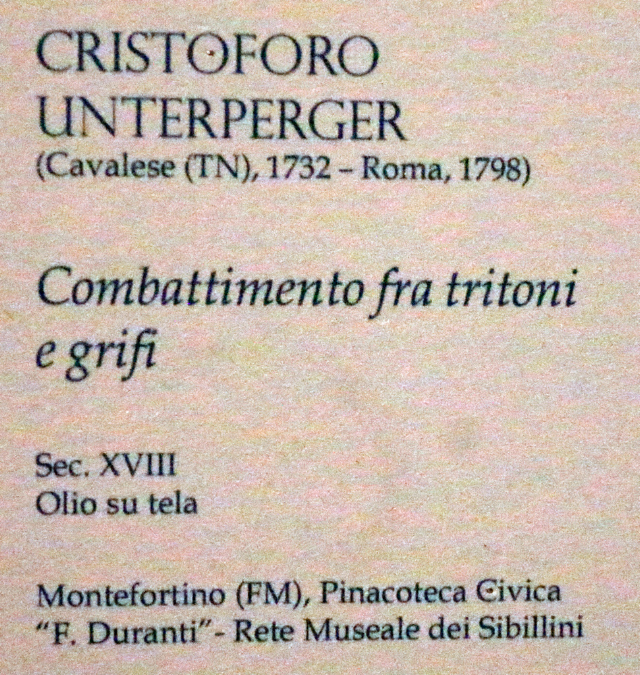 CRISTOFORO
UNTERPERGER
(Cavalese (TN), 1732 – Roma, 1798)
Combattimento fra tritoni
e grifi
Sec. XVIII
Olio su tela
Montefortino (FM), Pinacoteca Civica
"F. Duranti"- Rete Museale dei Sibillini